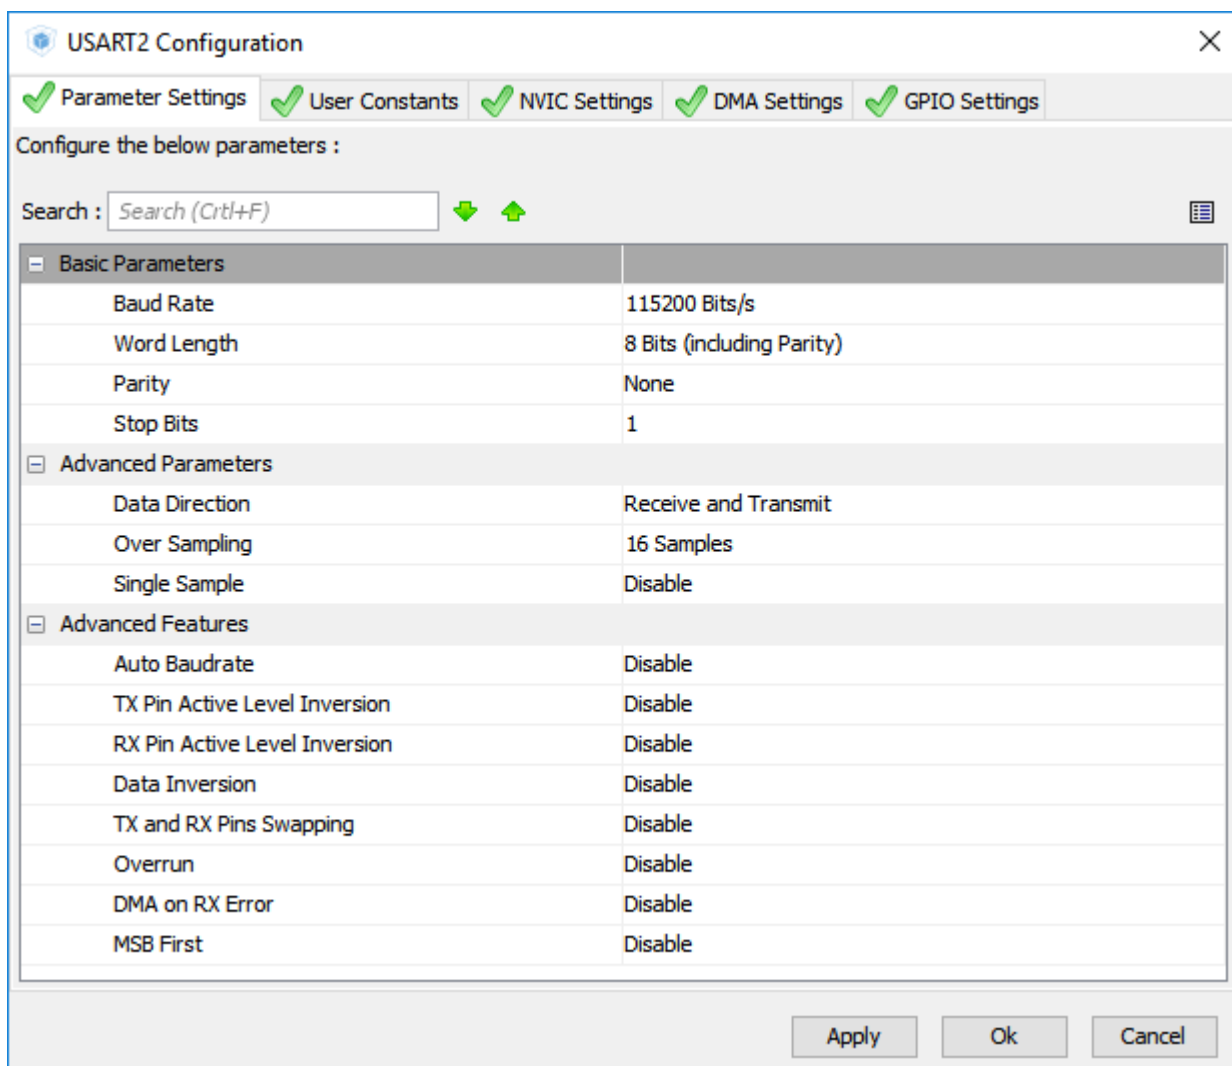 USART2 Configuration
Parameter Settings User Constants NVIC Settings DMA Settings GPIO Settings
Configure the below parameters :
Search : Search (Crtl+F)
Basic Parameters
Baud Rate 115200 Bits/s
Word Length 8 Bits (including Parity)
Parity None
Stop Bits 1
Advanced Parameters
Data Direction Receive and Transmit
Over Sampling 16 Samples
Single Sample Disable
Advanced Features
Auto Baudrate Disable
TX Pin Active Level Inversion Disable
RX Pin Active Level Inversion Disable
Data Inversion Disable
TX and RX Pins Swapping Disable
Overrun Disable
DMA on RX Error Disable
MSB First Disable
Apply Ok Cancel